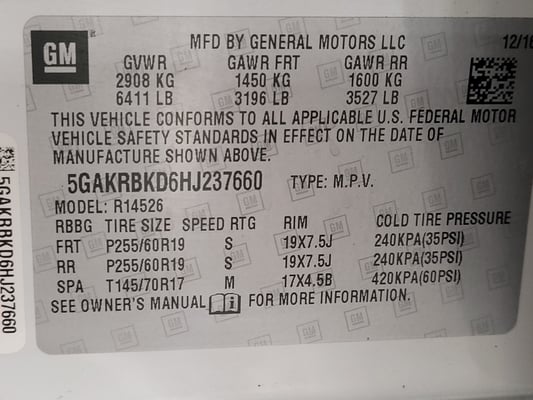 GM
MFD BY GENERAL MOTORS LLC 12/16
GVWR GAWR FRT GAWR RR
2908 KG 1450 KG 1600 KG
6411 LB 3196 LB 3527 LB
THIS VEHICLE CONFORMS TO ALL APPLICABLE U.S. FEDERAL MOTOR
VEHICLE SAFETY STANDARDS IN EFFECT ON THE DATE OF
MANUFACTURE SHOWN ABOVE.
5GAKRBKD6HJ237660 TYPE: M.P.V.
MODEL: R14526
RBBG TIRE SIZE SPEED RTG RIM COLD TIRE PRESSURE
FRT P255/60R19 S 19X7.5J 240KPA(35PSI)
RR P255/60R19 S 19X7.5J 240KPA(35PSI)
SPA T145/70R17 M 17X4.5B 420KPA(60PSI)
SEE OWNER'S MANUAL FOR MORE INFORMATION.
5GAKRBKD6HJ237660